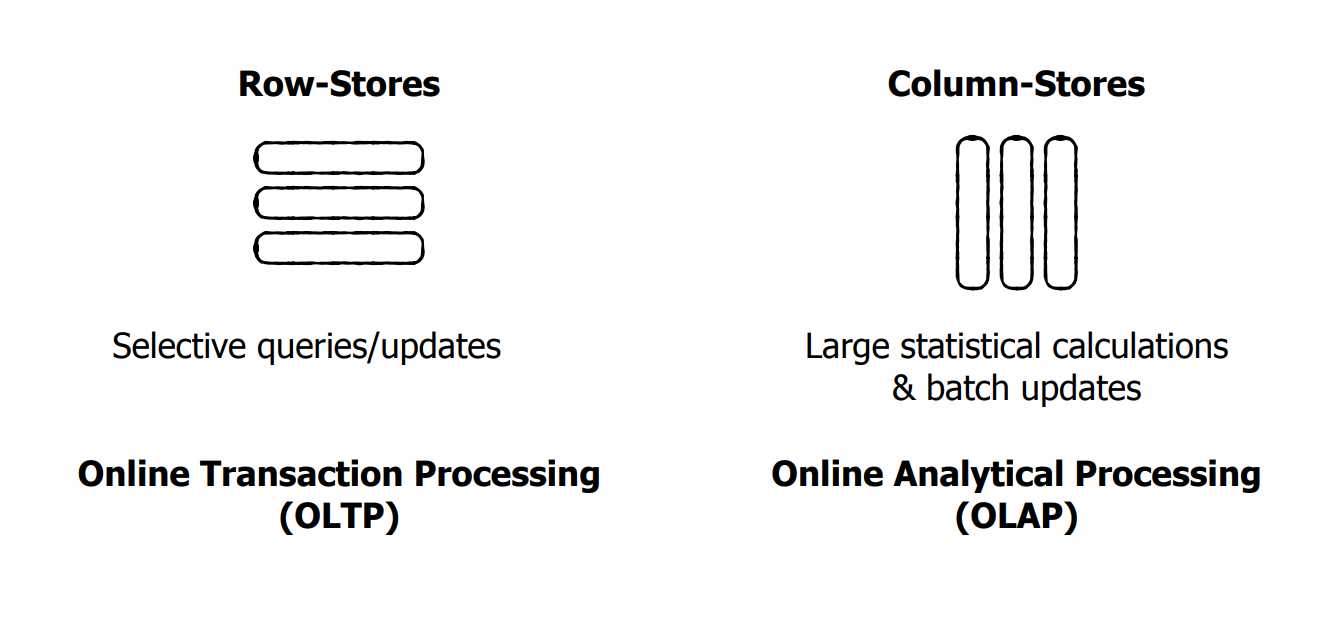 Row-Stores
Selective queries/updates
Online Transaction Processing
(OLTP)
Column-Stores
Large statistical calculations
& batch updates
Online Analytical Processing
(OLAP)